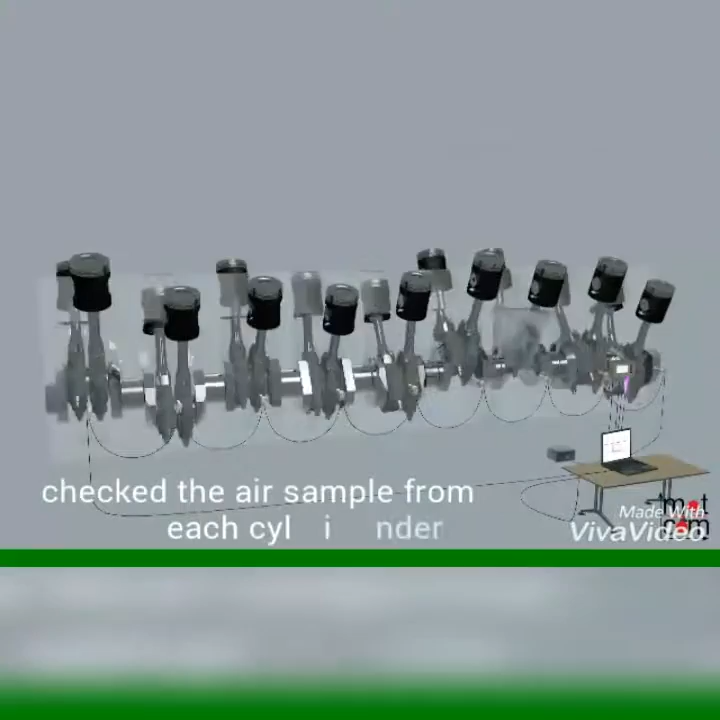 checked the air sample from
each cyl i nder
Made With
VivaVideo